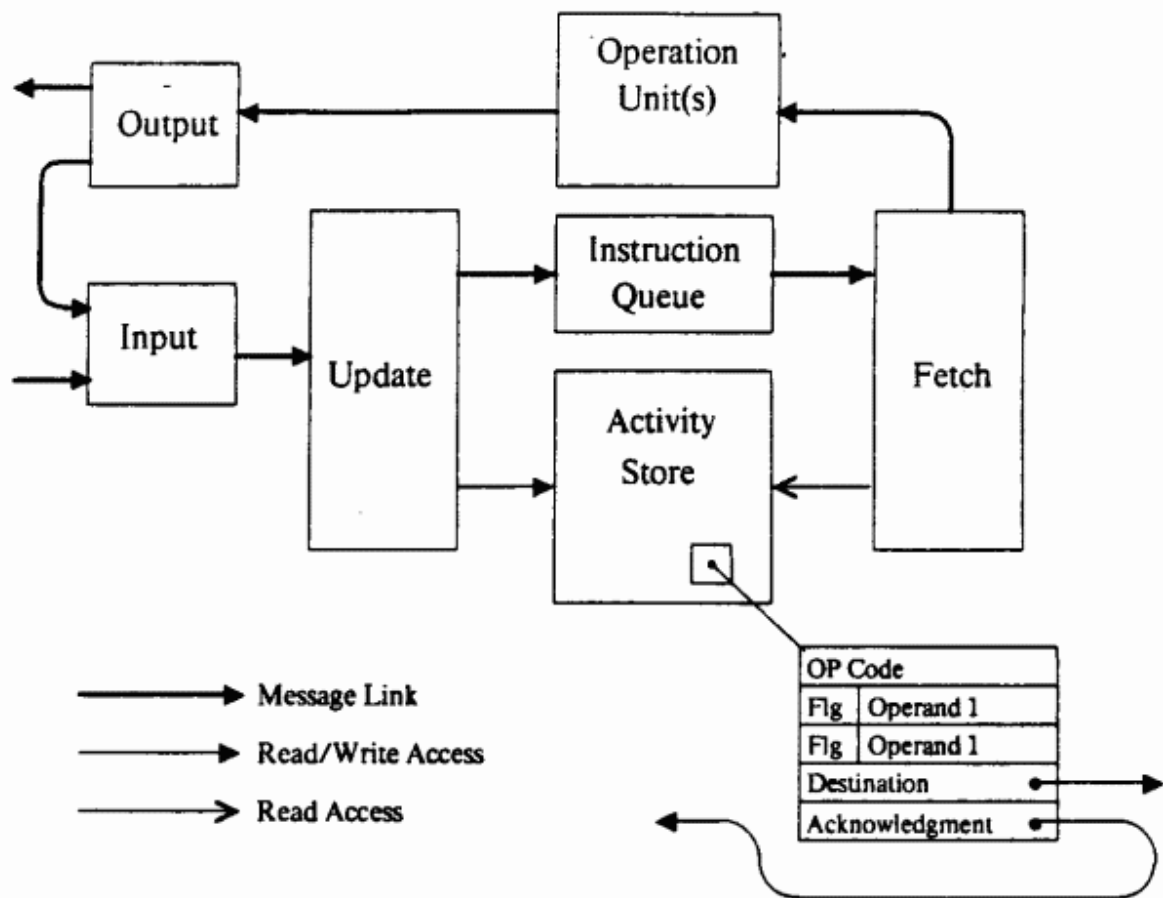 Operation
Unit(s)
Output
Instruction
Queue
Input
Update
Fetch
Activity
Store
OP Code
Flg Operand 1
Flg Operand 1
Destination
Acknowledgment
Message Link
Read/Write Access
Read Access